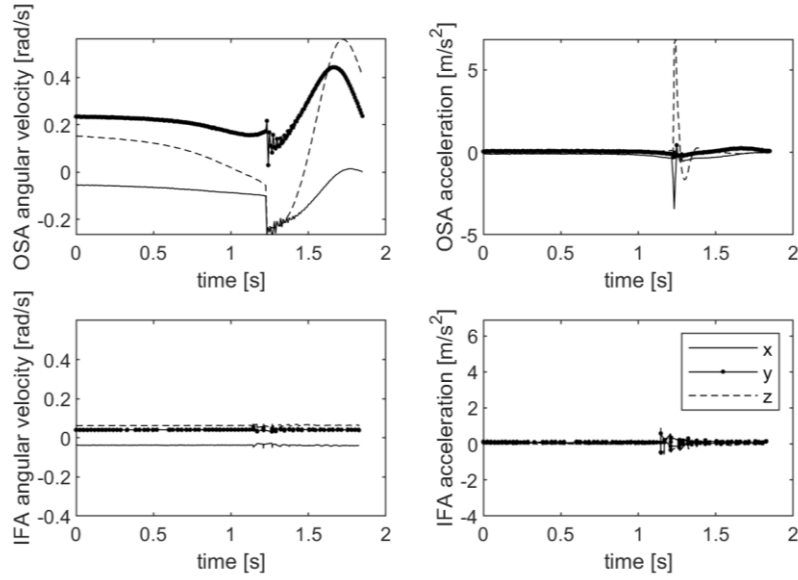 OSA angular velocity [rad/s]
0.4
0.2
0
-0.2
0 0.5 1 1.5 2
time [s]
OSA acceleration [m/s²]
5
0
-5
0 0.5 1 1.5 2
time [s]
IFA angular velocity [rad/s]
0.4
0.2
0
-0.2
-0.4
0 0.5 1 1.5 2
time [s]
IFA acceleration [m/s²]
6
4
2
0
-2
-4
0 0.5 1 1.5 2
time [s]
x
y
z